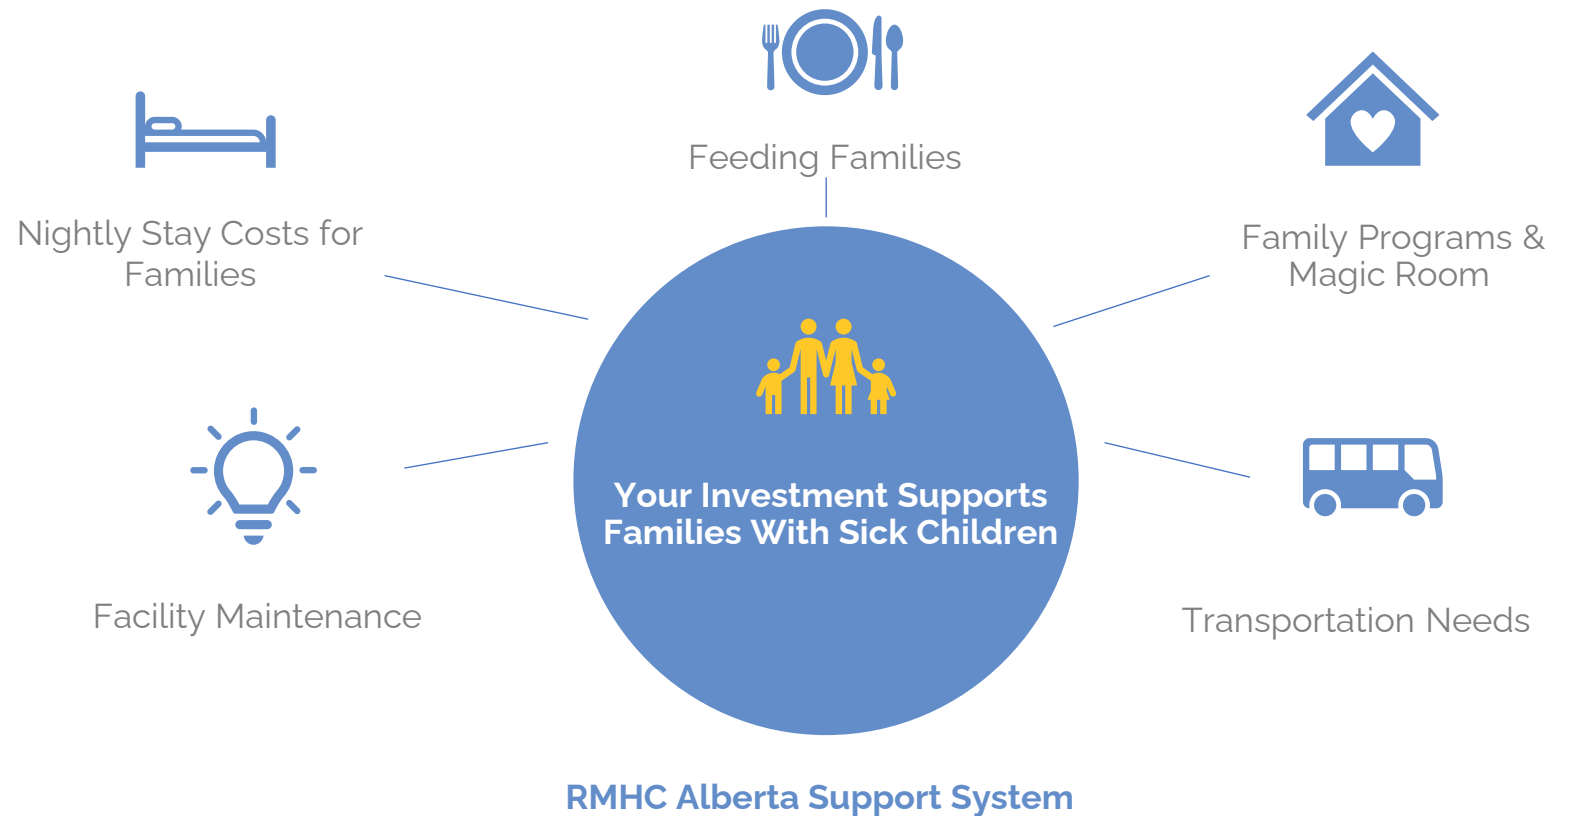 Feeding Families
Nightly Stay Costs for
Families
Family Programs &
Magic Room
Your Investment Supports
Families With Sick Children
Facility Maintenance
Transportation Needs
RMHC Alberta Support System